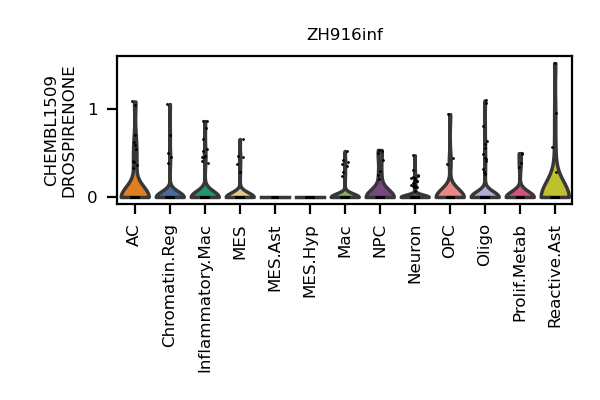 ZH916inf
CHEMBL1509
DROSPIRENONE
1
0
AC
Chromatin.Reg
Inflammatory.Mac
MES
MES.Ast
MES.Hyp
Mac
NPC
Neuron
OPC
Oligo
Prolif.Metab
Reactive.Ast